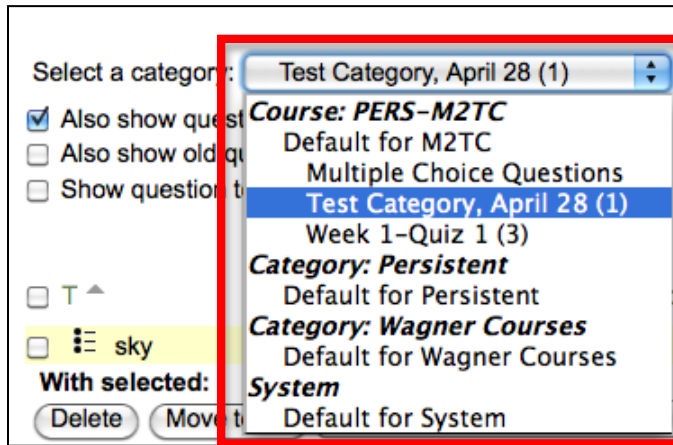 Select a category: Test Category, April 28 (1)
Also show quest
Course: PERS-M2TC
Default for M2TC
Also show old qu
Multiple Choice Questions
Show question t
Test Category, April 28 (1)
Week 1-Quiz 1 (3)
Category: Persistent
T Default for Persistent
Category: Wagner Courses
sky
Default for Wagner Courses
With selected:
System
Delete Move t
Default for System